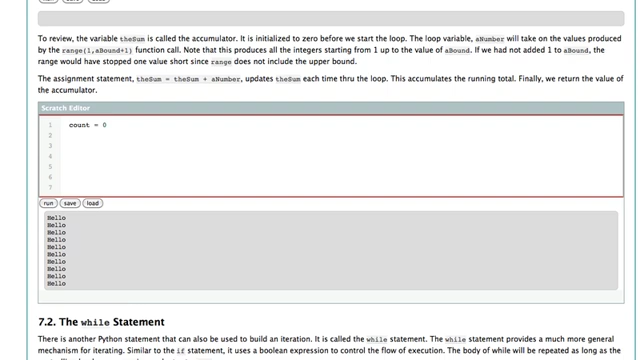 To review, the variable theSum is called the accumulator. It is initialized to zero before we start the loop. The loop variable, aNumber will take on the values produced
by the range(1,aBound+1) function call. Note that this produces all the integers starting from 1 up to the value of aBound. If we had not added 1 to aBound, the
range would have stopped one value short since range does not include the upper bound.
The assignment statement, theSum = theSum + aNumber, updates theSum each time thru the loop. This accumulates the running total. Finally, we return the value of
the accumulator.
Scratch Editor
1 count = 0
2
3
4
5
6
7
run save load
Hello
Hello
Hello
Hello
Hello
Hello
Hello
Hello
Hello
Hello
7.2. The while Statement
There is another Python statement that can also be used to build an iteration. It is called the while statement. The while statement provides a much more general
mechanism for iterating. Similar to the if statement, it uses a boolean expression to control the flow of execution. The body of while will be repeated as long as the